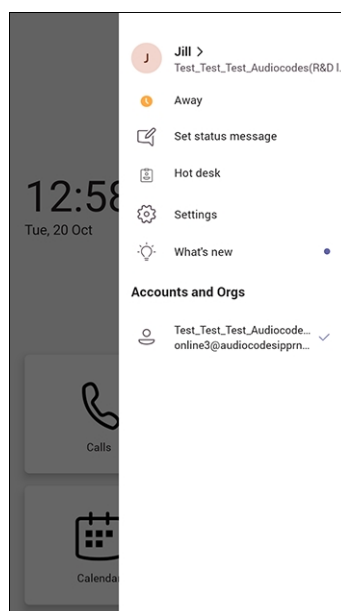 J
Jill >
Test_Test_Test_Audiocodes(R&D I.
Away
Set status message
Hot desk
Settings
What's new
Accounts and Orgs
Test_Test_Test_Audiocode...
online3@audiocodesipprn...
12:58
Tue, 20 Oct
Calls
Calendar